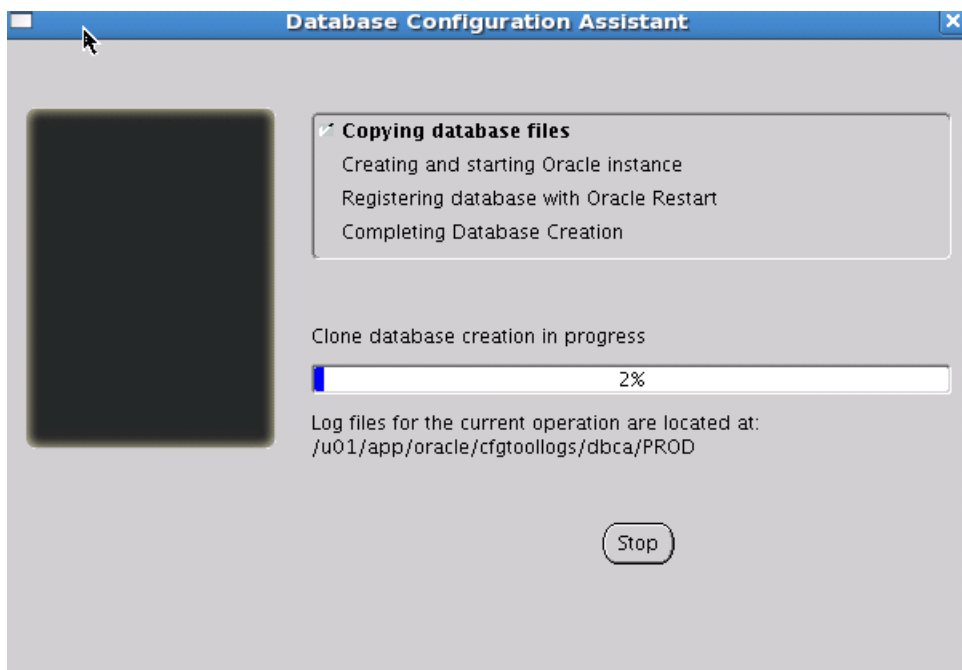 Database Configuration Assistant
Copying database files
Creating and starting Oracle instance
Registering database with Oracle Restart
Completing Database Creation
Clone database creation in progress
2%
Log files for the current operation are located at:
/u01/app/oracle/cfgtoollogs/dbca/PROD
Stop